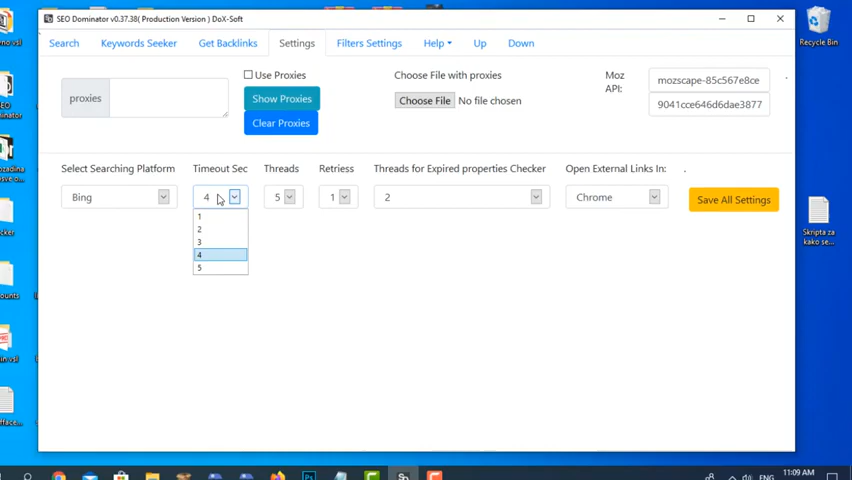 SEO Dominator v0.37.38( Production Version ) DoX-Soft
Search Keywords Seeker Get Backlinks Settings Filters Settings Help Up Down
proxies
Use Proxies
Show Proxies
Clear Proxies
Choose File with proxies
Choose File No file chosen
Moz
API:
mozscape-85c567e8ce
9041cce646d6dae3877
Select Searching Platform Timeout Sec Threads Retriess Threads for Expired properties Checker Open External Links In: .
Bing 4 5 1 2 Chrome Save All Settings
1
2
3
4
5
Recycle Bin
Skripta za
kako se...
ENG
11:09 AM